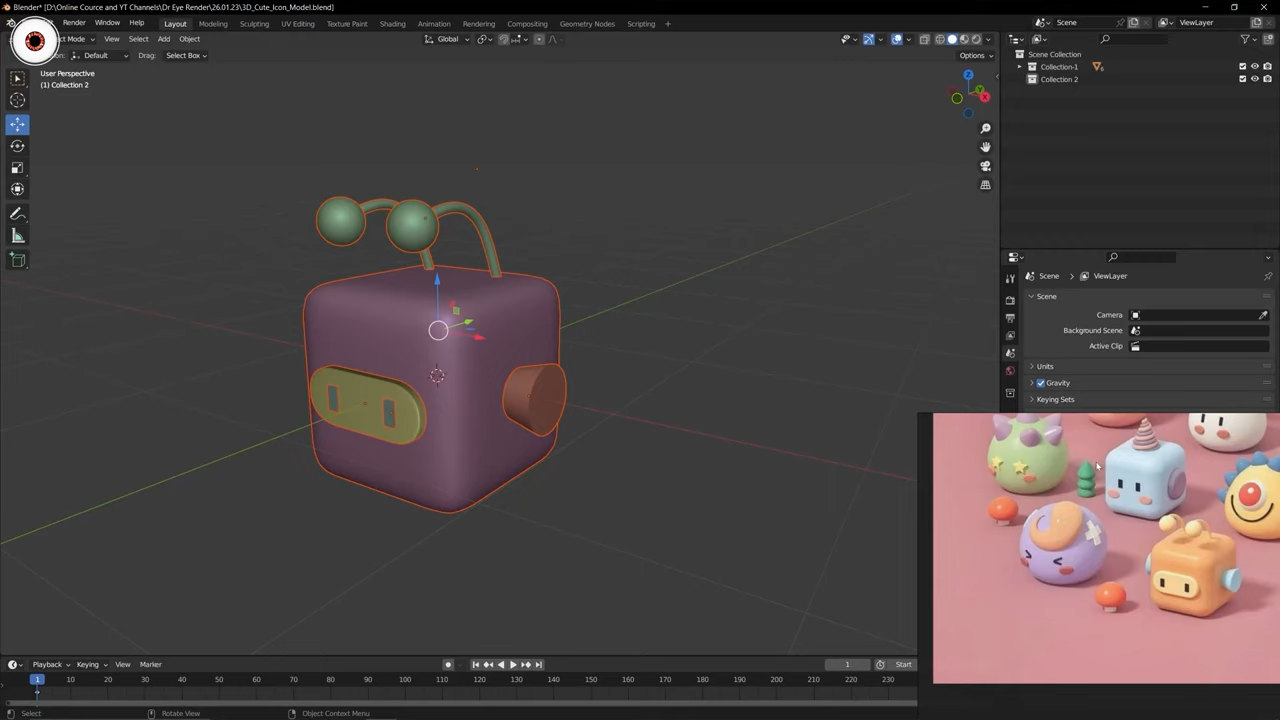 Blender* [D:\Online Cource and YT Channels\Dr Eye Render\26.01.23\3D_Cute_Icon_Model.blend]
Render Window Help Layout Modeling Sculpting UV Editing Texture Paint Shading Animation Rendering Compositing Geometry Nodes Scripting + Scene ViewLayer
Mode View Select Add Object Global
Default Drag: Select Box Options
User Perspective
(1) Collection 2
Z
Y
X
Scene Collection
Collection-1 6
Collection 2
Scene > ViewLayer
Scene
Camera
Background Scene
Active Clip
Units
Gravity
Keying Sets
Playback Keying View Marker 1 Start
1 10 20 30 40 50 60 70 80 90 100 110 120 130 140 150 160 170 180 190 200 210 220 230
Select Rotate View Object Context Menu